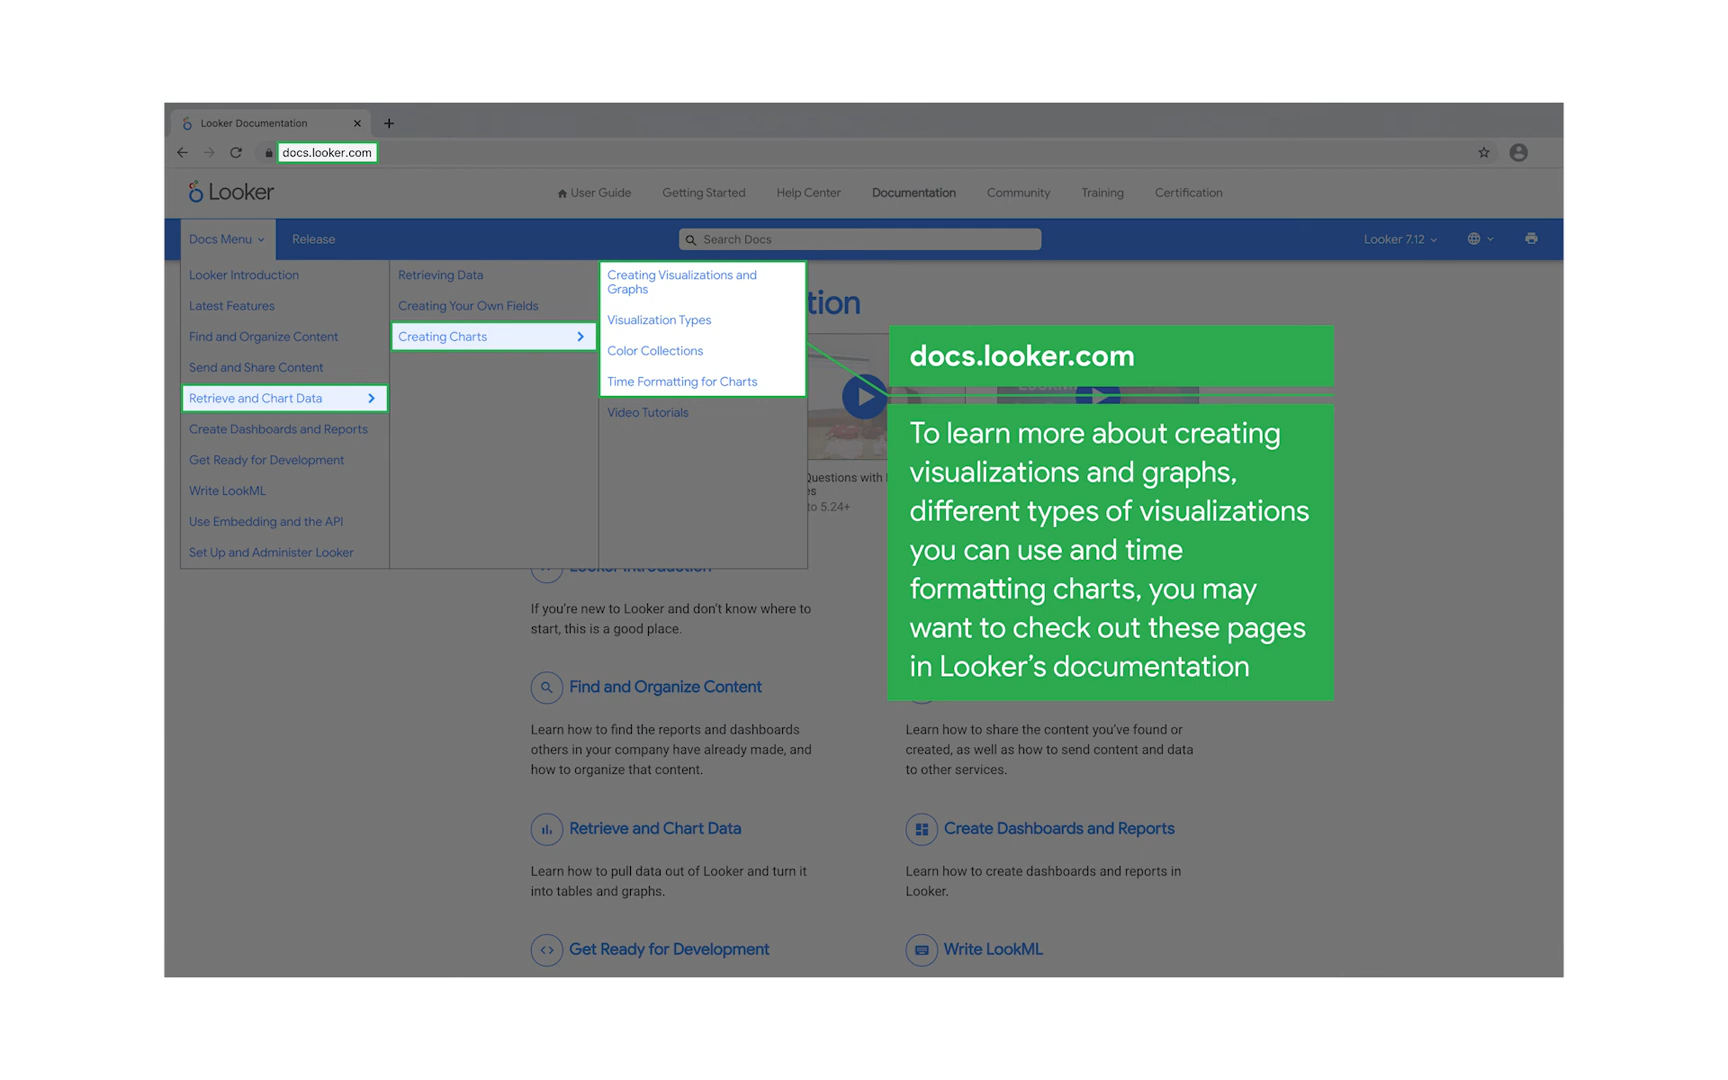 Looker Documentation
docs.looker.com
Looker
User Guide
Getting Started
Help Center
Documentation
Community
Training
Certification
Docs Menu
Release
Search Docs
Looker 7.12
Looker Introduction
Latest Features
Find and Organize Content
Send and Share Content
Retrieve and Chart Data
Create Dashboards and Reports
Get Ready for Development
Write LookML
Use Embedding and the API
Set Up and Administer Looker
Retrieving Data
Creating Your Own Fields
Creating Charts
Creating Visualizations and
Graphs
Visualization Types
Color Collections
Time Formatting for Charts
Video Tutorials
tion
Questions with
es
to 5.24+
docs.looker.com
To learn more about creating
visualizations and graphs,
different types of visualizations
you can use and time
formatting charts, you may
want to check out these pages
in Looker's documentation
Looker Introduction
If you're new to Looker and don't know where to
start, this is a good place.
Find and Organize Content
Learn how to find the reports and dashboards
others in your company have already made, and
how to organize that content.
Learn how to share the content you've found or
created, as well as how to send content and data
to other services.
Retrieve and Chart Data
Learn how to pull data out of Looker and turn it
into tables and graphs.
Create Dashboards and Reports
Learn how to create dashboards and reports in
Looker.
Get Ready for Development
Write LookML